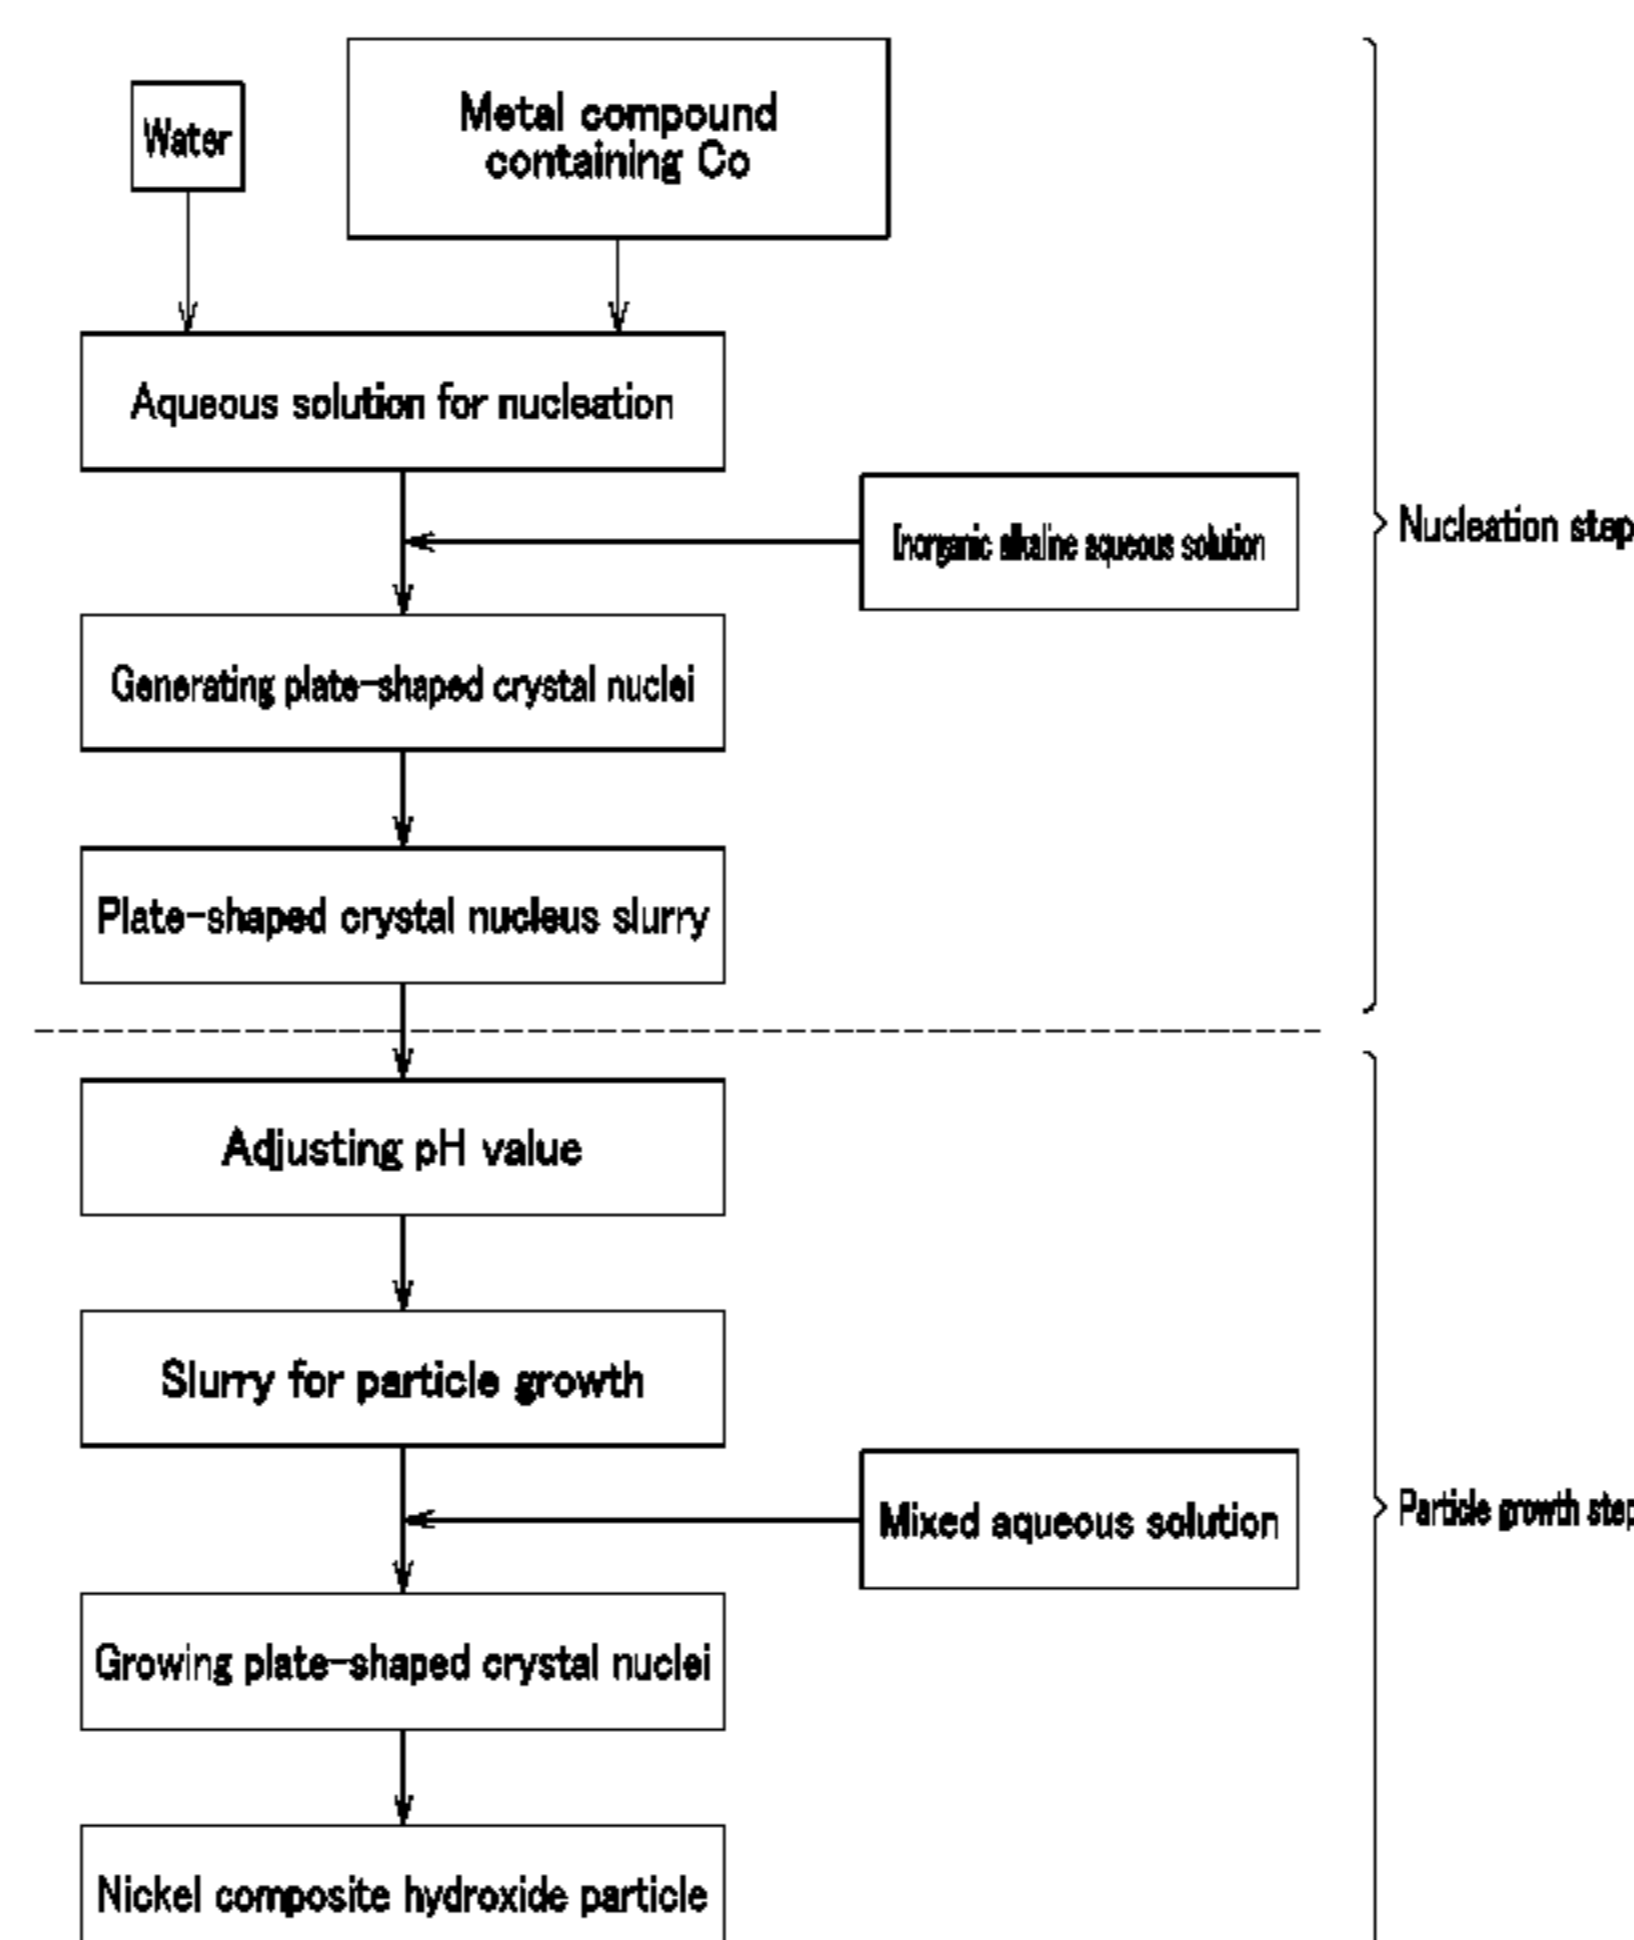 Water
Metal compound
containing Co
Aqueous solution for nucleation
Inorganic alkaline aqueous solution
Nucleation step
Generating plate-shaped crystal nuclei
Plate-shaped crystal nucleus slurry
Adjusting pH value
Slurry for particle growth
Mixed aqueous solution
Particle growth step
Growing plate-shaped crystal nuclei
Nickel composite hydroxide particle